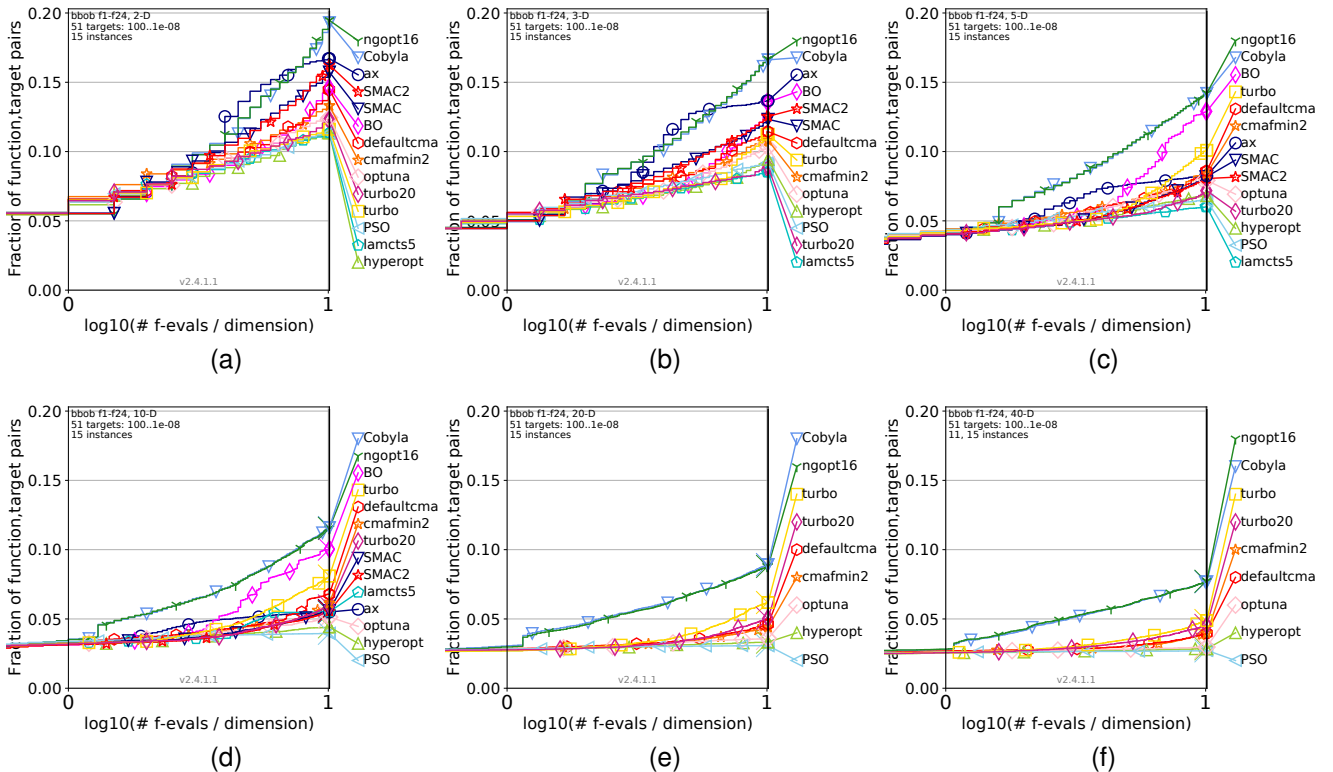 bbob f1-f24, 2-D
51 targets: 100..1e-08
15 instances
0.20
0.15
0.10
0.05
0.00
Fraction of function,target pairs
ngopt16
Cobyla
ax
SMAC2
SMAC
BO
defaultcma
cmafmin2
optuna
turbo20
turbo
PSO
lamcts5
hyperopt
v2.4.1.1
0
1
log10(# f-evals / dimension)
(a)
bbob f1-f24, 3-D
51 targets: 100..1e-08
15 instances
0.20
0.15
0.10
0.05
0.00
Fraction of function,target pairs
ngopt16
Cobyla
ax
BO
SMAC2
SMAC
defaultcma
turbo
cmafmin2
optuna
hyperopt
PSO
turbo20
lamcts5
v2.4.1.1
0
1
log10(# f-evals / dimension)
(b)
bbob f1-f24, 5-D
51 targets: 100..1e-08
15 instances
0.20
0.15
0.10
0.05
0.00
Fraction of function,target pairs
ngopt16
Cobyla
BO
turbo
defaultcma
cmafmin2
ax
SMAC
SMAC2
optuna
turbo20
hyperopt
PSO
lamcts5
v2.4.1.1
0
1
log10(# f-evals / dimension)
(c)
bbob f1-f24, 10-D
51 targets: 100..1e-08
15 instances
0.20
0.15
0.10
0.05
0.00
Fraction of function,target pairs
Cobyla
ngopt16
BO
turbo
defaultcma
cmafmin2
turbo20
SMAC
SMAC2
lamcts5
ax
optuna
hyperopt
PSO
v2.4.1.1
0
1
log10(# f-evals / dimension)
(d)
bbob f1-f24, 20-D
51 targets: 100..1e-08
15 instances
0.20
0.15
0.10
0.05
0.00
Fraction of function,target pairs
Cobyla
ngopt16
turbo
turbo20
defaultcma
cmafmin2
optuna
hyperopt
PSO
v2.4.1.1
0
1
log10(# f-evals / dimension)
(e)
bbob f1-f24, 40-D
51 targets: 100..1e-08
11, 15 instances
0.20
0.15
0.10
0.05
0.00
Fraction of function,target pairs
ngopt16
Cobyla
turbo
turbo20
cmafmin2
defaultcma
optuna
hyperopt
PSO
v2.4.1.1
0
1
log10(# f-evals / dimension)
(f)